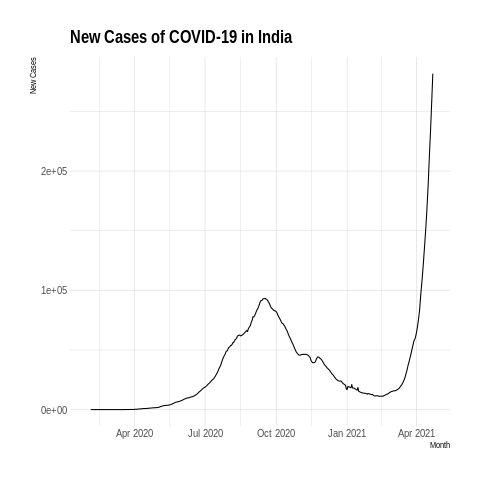 New Cases of COVID-19 in India
New Cases
2e+05
1e+05
0e+00
Apr 2020 Jul 2020 Oct 2020 Jan 2021 Apr 2021
Month